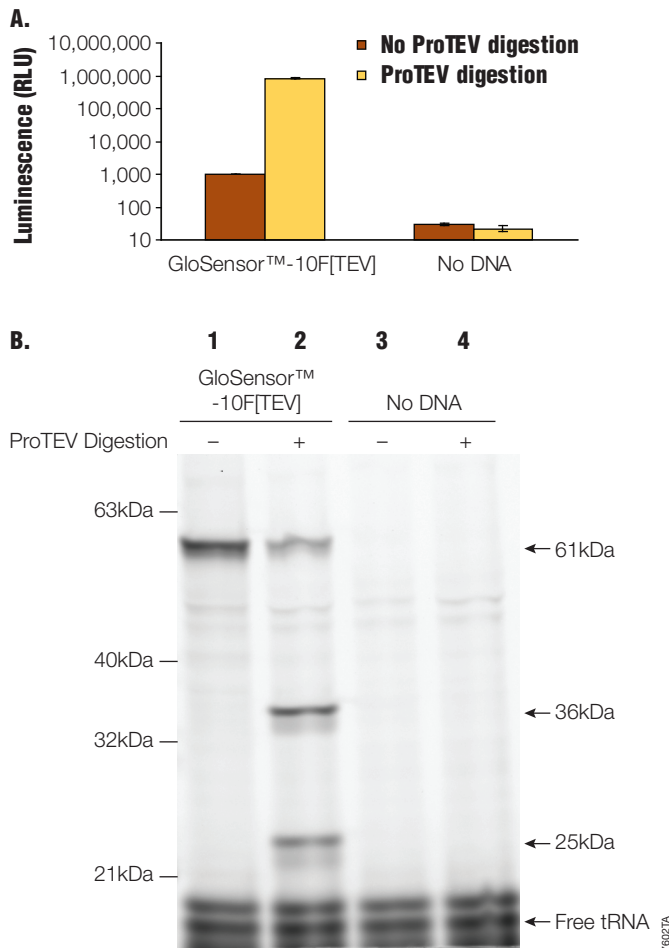 A.
Luminescence (RLU)
10,000,000
1,000,000
100,000
10,000
1,000
100
10
No ProTEV digestion
ProTEV digestion
GloSensor™-10F[TEV]
No DNA
B.
1 2 3 4
GloSensor™
-10F[TEV]
No DNA
ProTEV Digestion – + – +
63kDa
40kDa
32kDa
21kDa
61kDa
36kDa
25kDa
Free tRNA